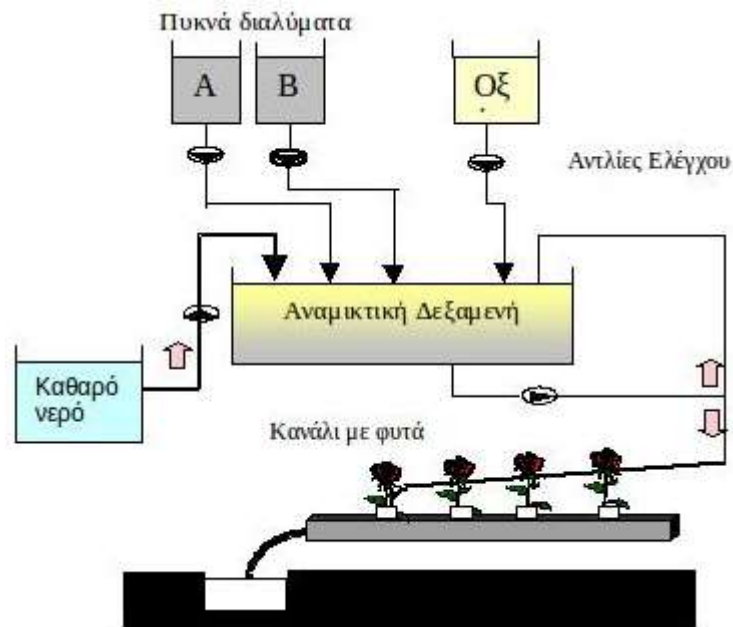 Πυκνά διαλύματα
Α Β Οξ.
Αντλίες Ελέγχου
Αναμικτική Δεξαμενή
Καθαρό
νερό
Κανάλι με φυτά